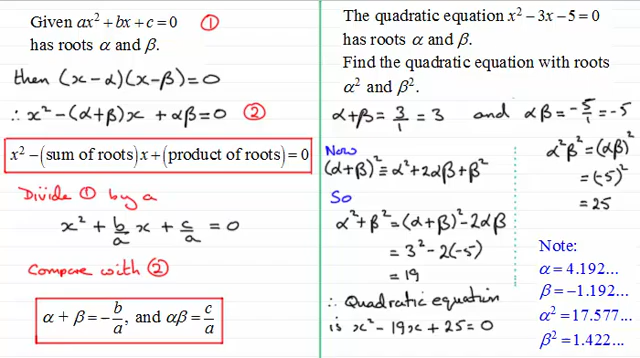 Given ax² + bx + c = 0 ①
has roots α and β.
then (x − α)(x − β) = 0
∴ x² − (α + β)x + αβ = 0 ②
x² − (sum of roots)x + (product of roots) = 0
Divide ① by a
x² + b/a x + c/a = 0
Compare with ②
α + β = −b/a, and αβ = c/a
The quadratic equation x² − 3x − 5 = 0
has roots α and β.
Find the quadratic equation with roots
α² and β².
α + β = 3/1 = 3 and αβ = −5/1 = −5
Now
(α + β)² ≡ α² + 2αβ + β²
So
α² + β² = (α + β)² − 2αβ
= 3² − 2(−5)
= 19
∴ Quadratic equation
is x² − 19x + 25 = 0
α²β² = (αβ)²
= (−5)²
= 25
Note:
α = 4.192...
β = −1.192...
α² = 17.577...
β² = 1.422...